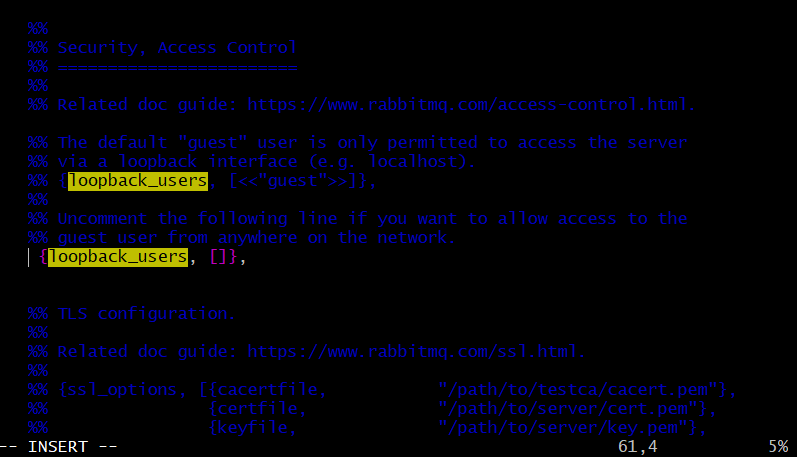 %%
%% Security, Access Control
%% ========================
%%
%% Related doc guide: https://www.rabbitmq.com/access-control.html.

%% The default "guest" user is only permitted to access the server
%% via a loopback interface (e.g. localhost).
%% {loopback_users, [<<"guest">>]},
%%
%% Uncomment the following line if you want to allow access to the
%% guest user from anywhere on the network.
{loopback_users, []},

%% TLS configuration.
%%
%% Related doc guide: https://www.rabbitmq.com/ssl.html.
%%
%% {ssl_options, [{cacertfile,           "/path/to/testca/cacert.pem"},
%%                {certfile,             "/path/to/server/cert.pem"},
%%                {keyfile,              "/path/to/server/key.pem"},
-- INSERT --                                                  61,4           5%